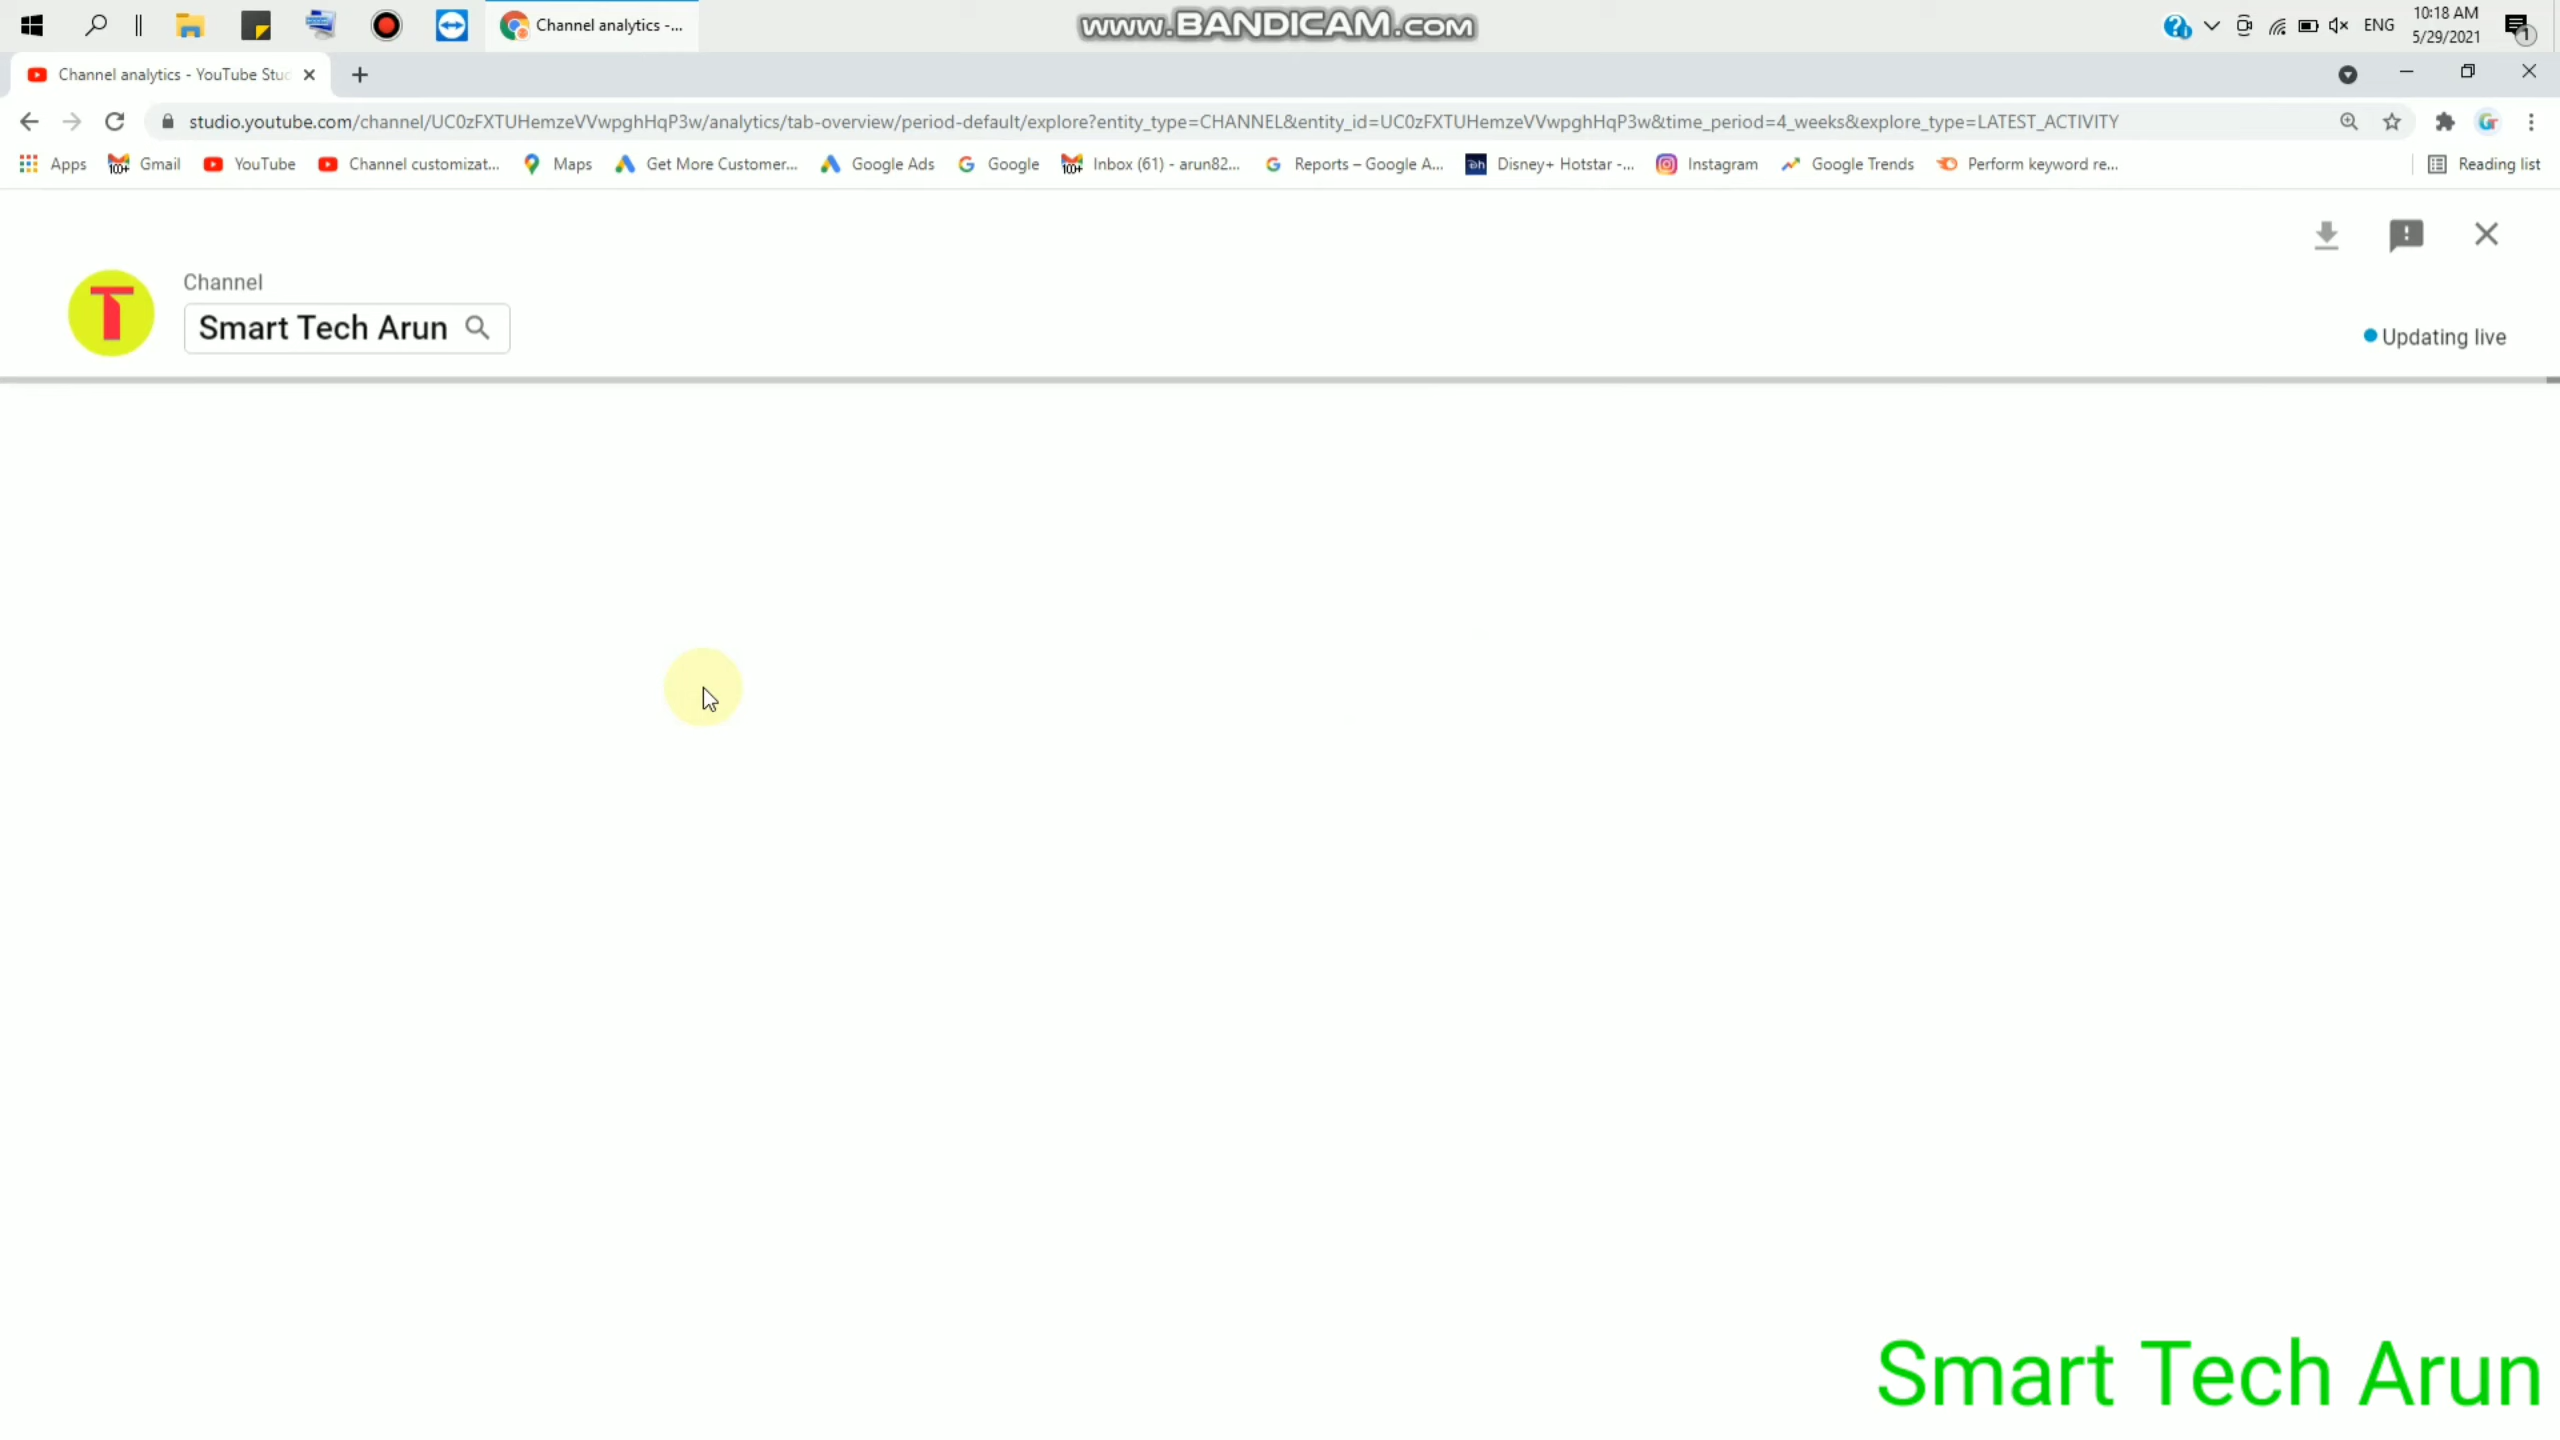 Channel analytics -...
www.BANDICAM.com
ENG
10:18 AM
5/29/2021
1
Channel analytics - YouTube Stuc
studio.youtube.com/channel/UC0zFXTUHemzeVVwpghHqP3w/analytics/tab-overview/period-default/explore?entity_type=CHANNEL&entity_id=UC0zFXTUHemzeVVwpghHqP3w&time_period=4_weeks&explore_type=LATEST_ACTIVITY
Apps Gmail YouTube Channel customizat... Maps Get More Customer... Google Ads Google Inbox (61) - arun82... Reports – Google A... Disney+ Hotstar -... Instagram Google Trends Perform keyword re... Reading list
Channel
T
Smart Tech Arun
Updating live
Smart Tech Arun